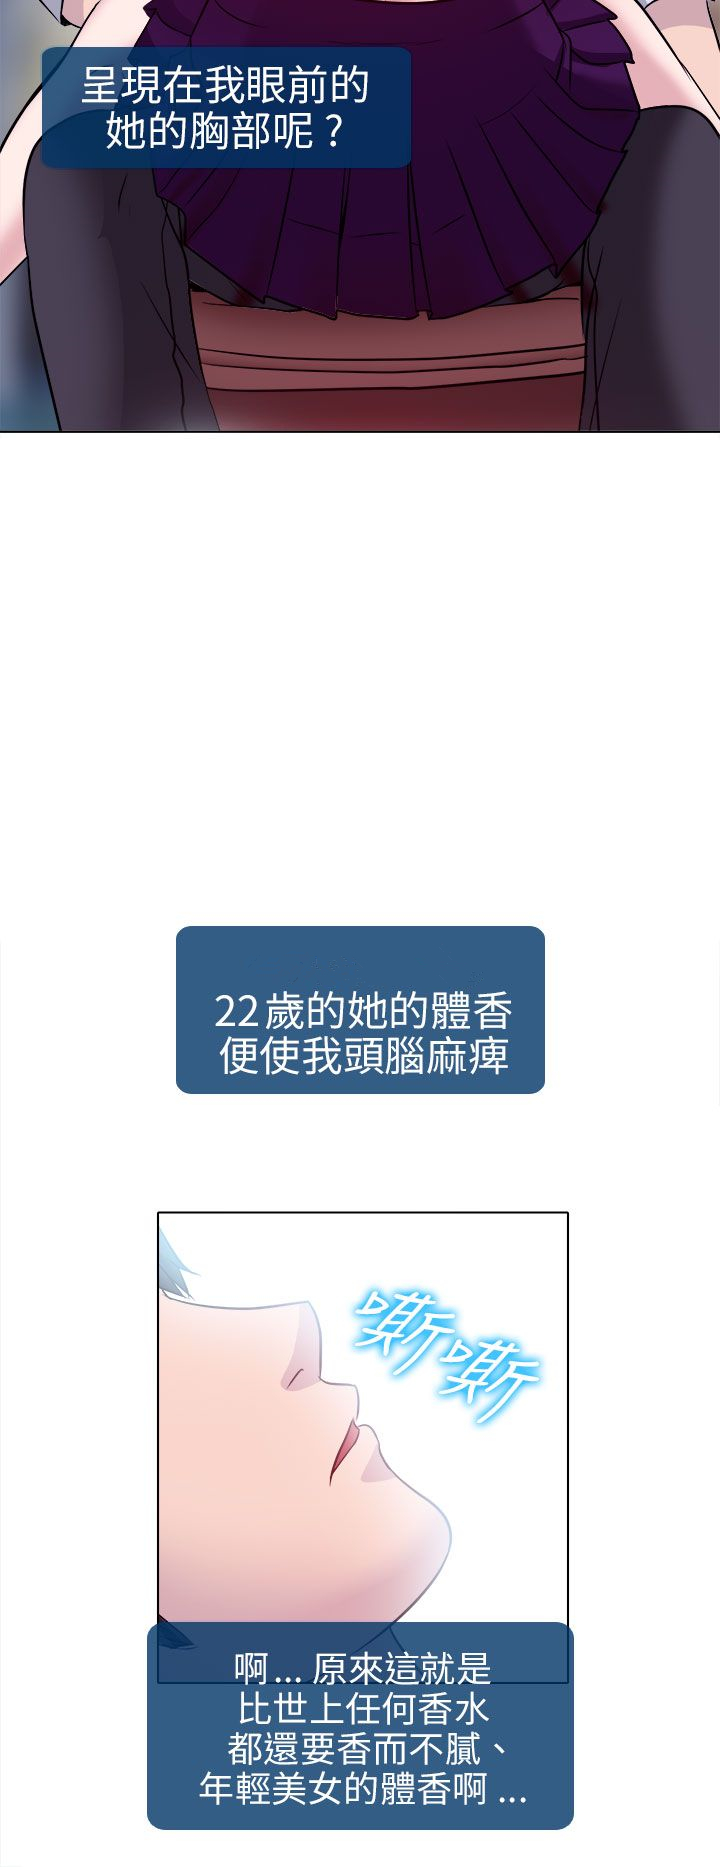 呈現在我眼前的
她的胸部呢？
22歲的她的體香
便使我頭腦麻痺
嘶嘶
啊... 原來這就是
比世上任何香水
都還要香而不膩、
年輕美女的體香啊...